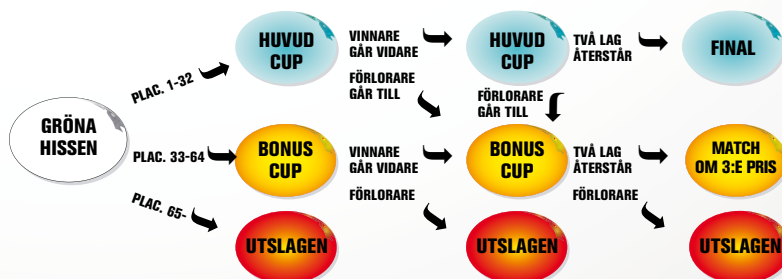 GRÖNA
HISSEN
PLAC. 1-32
PLAC. 33-64
PLAC. 65-
HUVUD
CUP
VINNARE
GÅR VIDARE
FÖRLORARE
GÅR TILL
HUVUD
CUP
TVÅ LAG
ÅTERSTÅR
FINAL
FÖRLORARE
GÅR TILL
BONUS
CUP
VINNARE
GÅR VIDARE
FÖRLORARE
BONUS
CUP
TVÅ LAG
ÅTERSTÅR
FÖRLORARE
MATCH
OM 3:E PRIS
UTSLAGEN
UTSLAGEN
UTSLAGEN